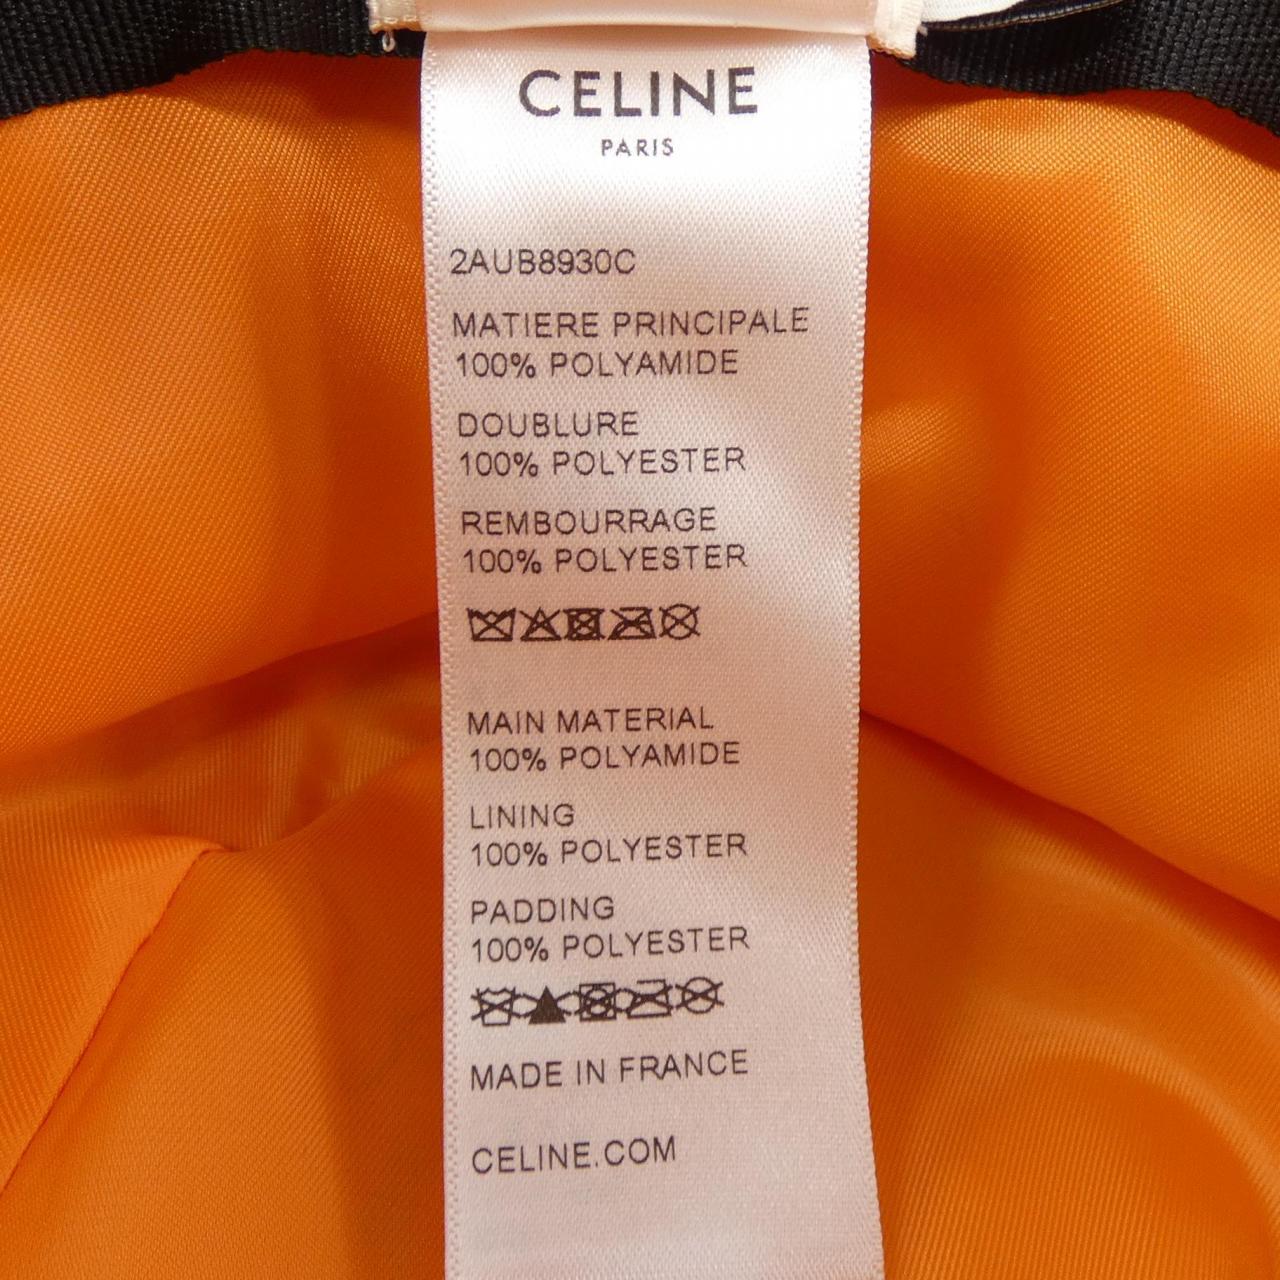 CELINE
PARIS
2AUB8930C
MATIERE PRINCIPALE
100% POLYAMIDE
DOUBLURE
100% POLYESTER
REMBOURRAGE
100% POLYESTER
MAIN MATERIAL
100% POLYAMIDE
LINING
100% POLYESTER
PADDING
100% POLYESTER
MADE IN FRANCE
CELINE.COM